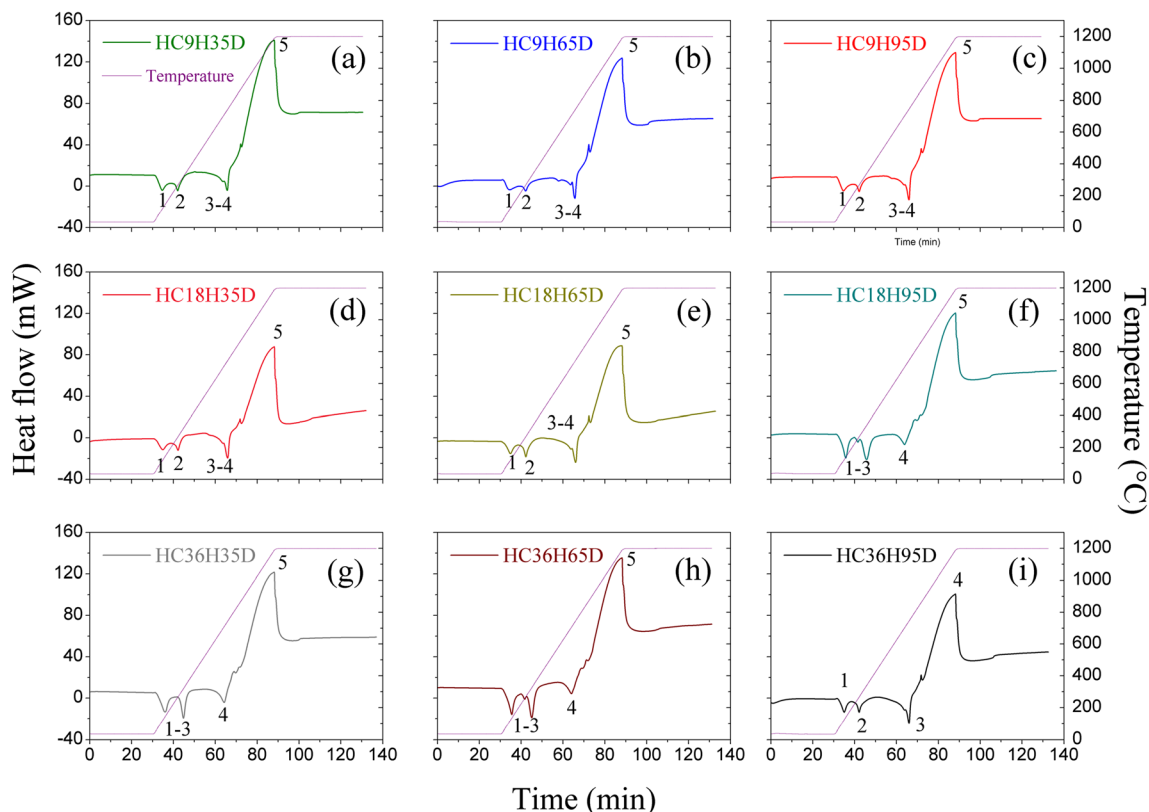 160
120
80
40
0
-40
HC9H35D
Temperature
(a)
5
1
2
3-4
HC9H65D
(b)
5
1
2
3-4
HC9H95D
(c)
5
1
2
3-4
Time (min)
1200
1000
800
600
400
200
0
160
120
80
40
0
-40
HC18H35D
(d)
5
1
2
3-4
HC18H65D
(e)
5
3-4
1
2
HC18H95D
(f)
5
1-3
4
1200
1000
800
600
400
200
0
160
120
80
40
0
-40
HC36H35D
(g)
5
1-3
4
HC36H65D
(h)
5
1-3
4
HC36H95D
(i)
4
1
2
3
1200
1000
800
600
400
200
0
0 20 40 60 80 100 120 140
0 20 40 60 80 100 120 140
0 20 40 60 80 100 120 140
Heat flow (mW)
Temperature (°C)
Time (min)